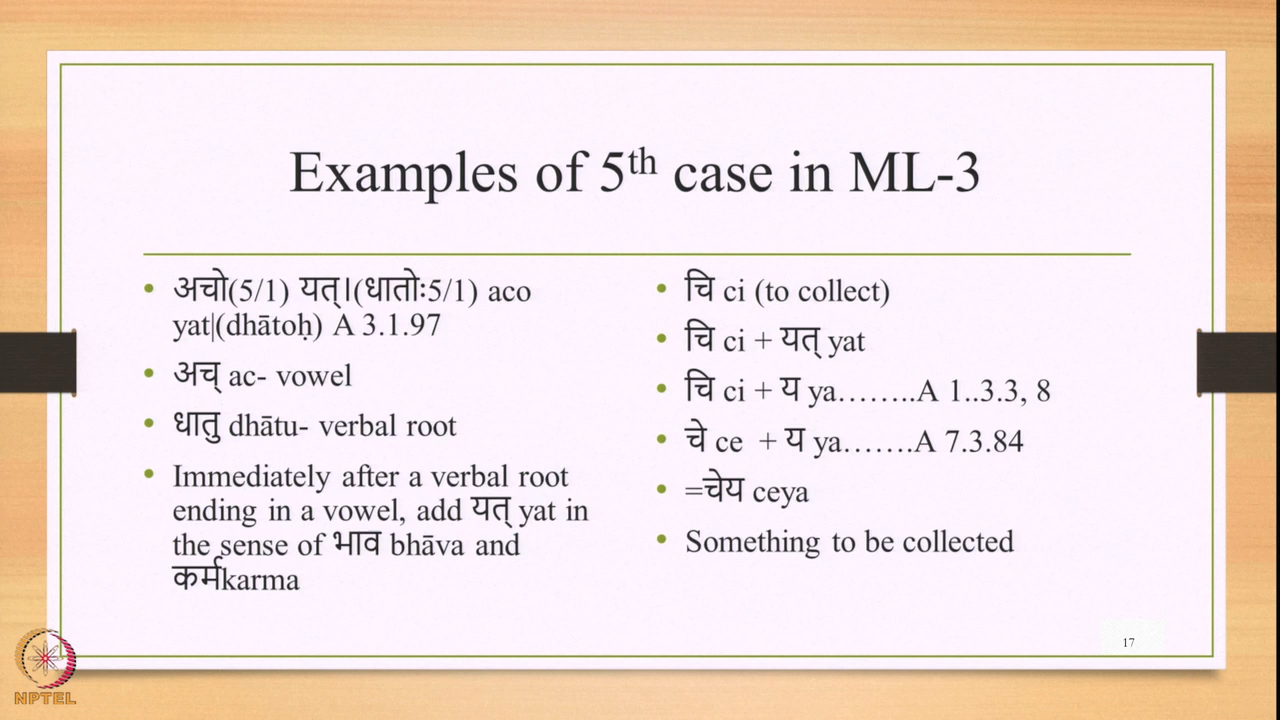 Examples of 5th case in ML-3
अचो(5/1) यत्।(धातोः5/1) aco
yat|(dhātoḥ) A 3.1.97
अच् ac- vowel
धातु dhātu- verbal root
Immediately after a verbal root
ending in a vowel, add यत् yat in
the sense of भाव bhāva and
कर्मkarma
चि ci (to collect)
चि ci + यत् yat
चि ci + य ya........A 1..3.3, 8
चे ce + य ya.......A 7.3.84
=चेय ceya
Something to be collected
17
NPTEL